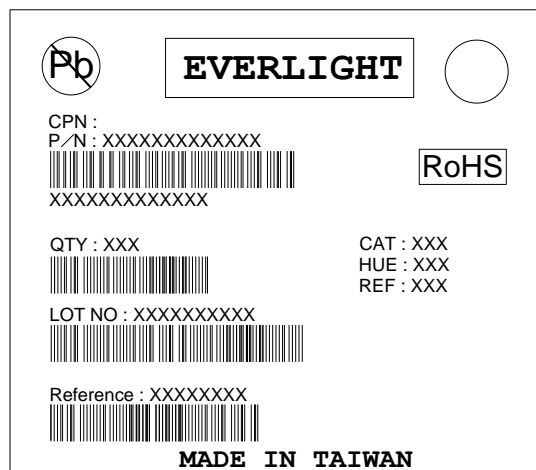 Pb
EVERLIGHT
CPN :
P/N : XXXXXXXXXXXXX
RoHS
XXXXXXXXXXXXX
QTY : XXX
CAT : XXX
HUE : XXX
REF : XXX
LOT NO : XXXXXXXXXX
Reference : XXXXXXXX
MADE IN TAIWAN